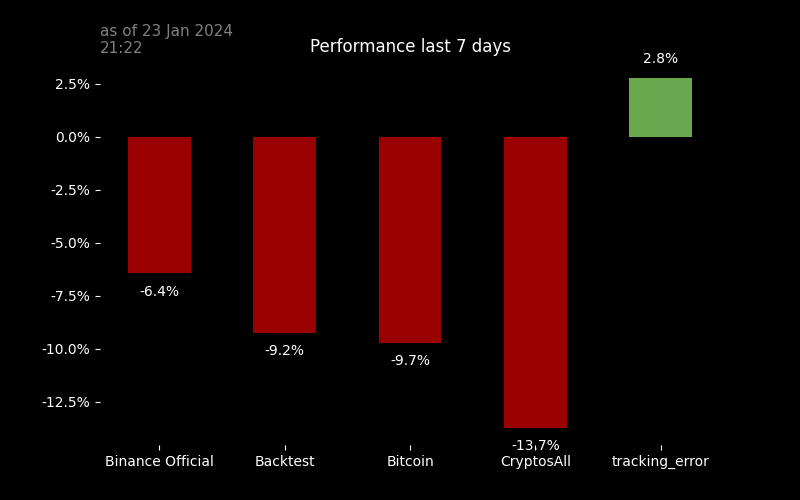 as of 23 Jan 2024
21:22
Performance last 7 days
2.8%
2.5%
0.0%
-2.5%
-5.0%
-7.5%
-10.0%
-12.5%
-6.4%
-9.2%
-9.7%
-13.7%
Binance Official
Backtest
Bitcoin
CryptosAll
tracking_error